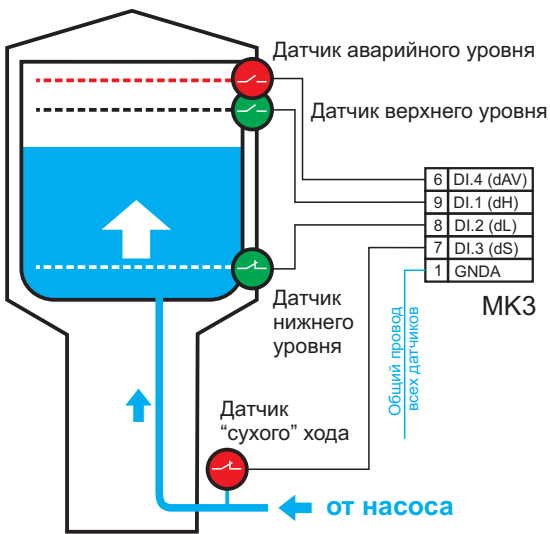 Датчик аварийного уровня
Датчик верхнего уровня
6 DI.4 (dAV)
9 DI.1 (dH)
8 DI.2 (dL)
7 DI.3 (dS)
1 GNDA
МК3
Датчик
нижнего
уровня
Общий провод
всех датчиков
Датчик
“сухого” хода
от насоса